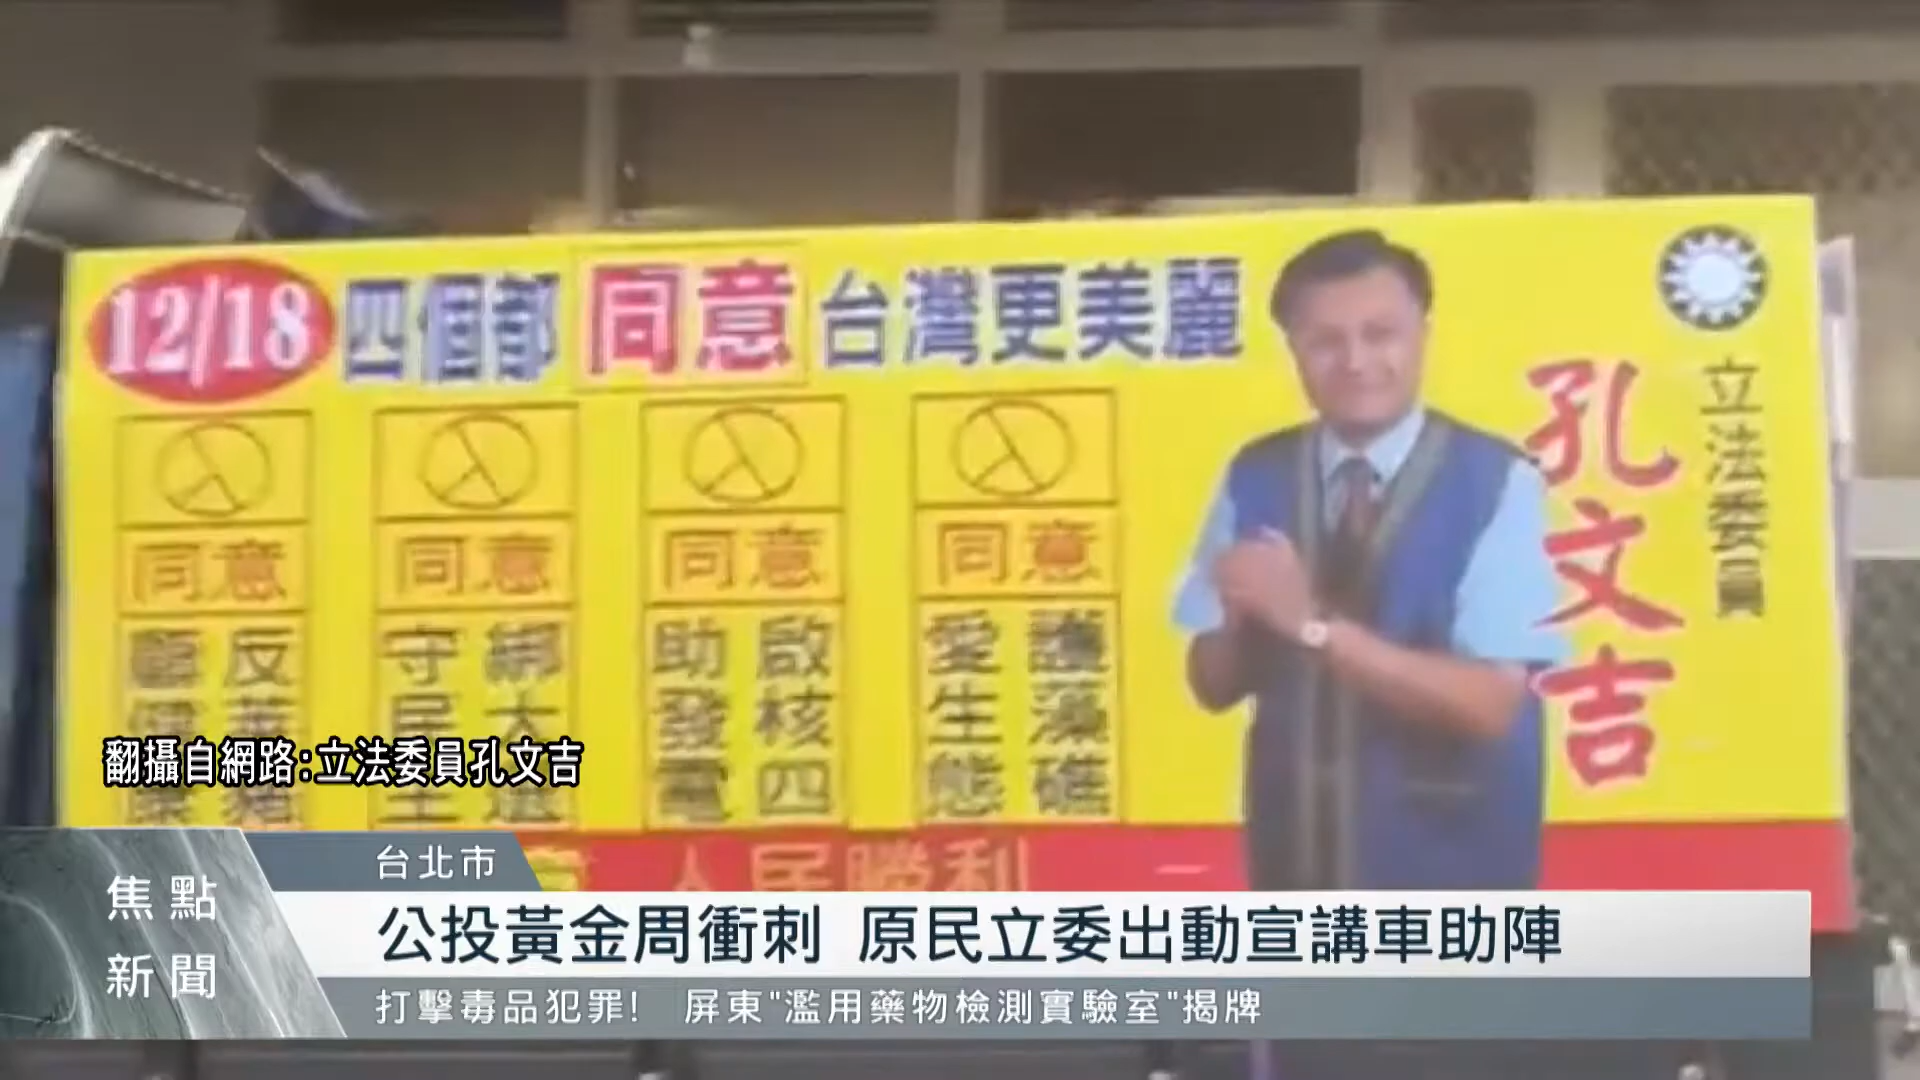 12/18 四個都 同意 台灣更美麗
同意
反萊豬
顧健康
同意
綁大選
守民主
同意
啟核四
助發電
同意
護藻礁
愛生態
立法委員
孔文吉
人民勝利
翻攝自網路:立法委員孔文吉
台北市
焦點
新聞
公投黃金周衝刺 原民立委出動宣講車助陣
打擊毒品犯罪! 屏東"濫用藥物檢測實驗室"揭牌